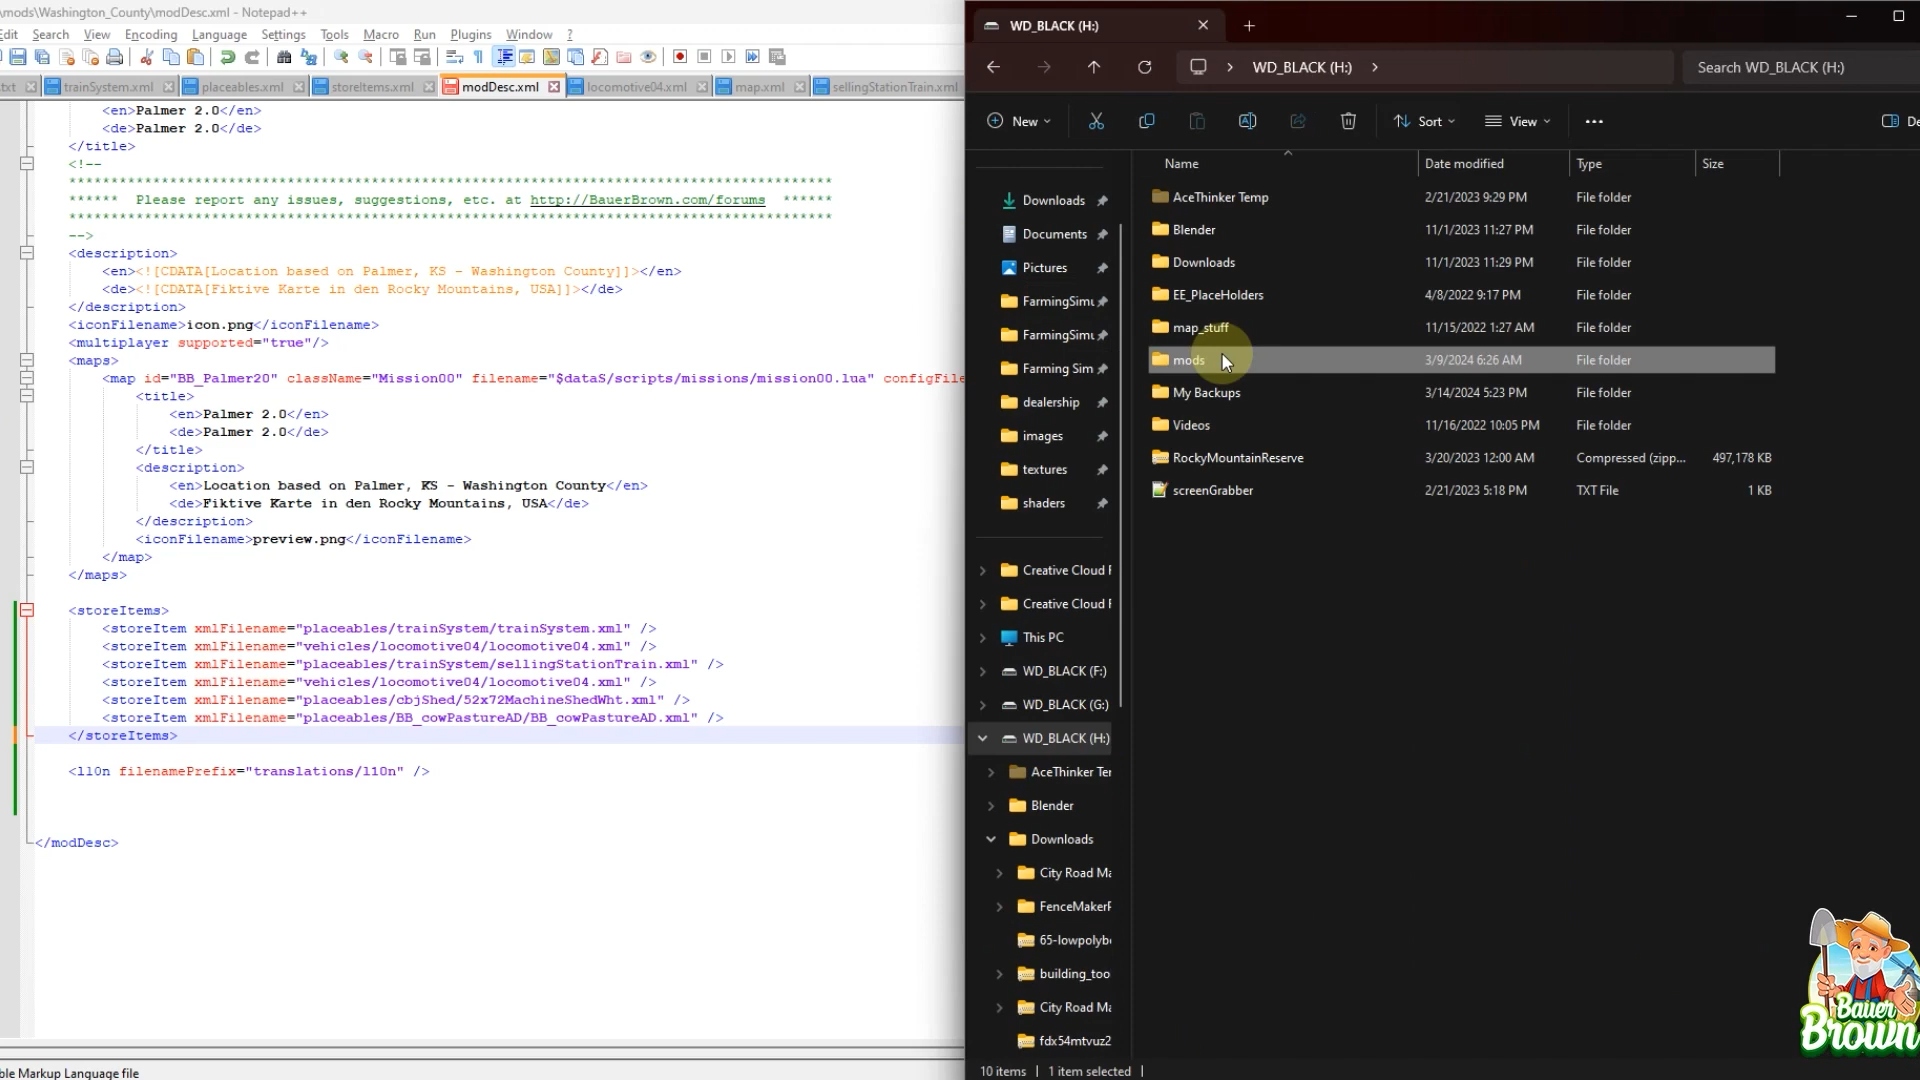 \mods\Washington_County\modDesc.xml - Notepad++
Edit Search View Encoding Language Settings Tools Macro Run Plugins Window ?
txt trainSystem.xml placeables.xml storeItems.xml modDesc.xml locomotive04.xml map.xml sellingStationTrain.xml
<en>Palmer 2.0</en>
<de>Palmer 2.0</de>
</title>
<!--
*******************************************************************************************
****** Please report any issues, suggestions, etc. at http://BauerBrown.com/forums ******
*******************************************************************************************
-->
<description>
<en><![CDATA[Location based on Palmer, KS - Washington County]]></en>
<de><![CDATA[Fiktive Karte in den Rocky Mountains, USA]]></de>
</description>
<iconFilename>icon.png</iconFilename>
<multiplayer supported="true"/>
<maps>
<map id="BB_Palmer20" className="Mission00" filename="$dataS/scripts/missions/mission00.lua" configFile
<title>
<en>Palmer 2.0</en>
<de>Palmer 2.0</de>
</title>
<description>
<en>Location based on Palmer, KS - Washington County</en>
<de>Fiktive Karte in den Rocky Mountains, USA</de>
</description>
<iconFilename>preview.png</iconFilename>
</map>
</maps>
<storeItems>
<storeItem xmlFilename="placeables/trainSystem/trainSystem.xml" />
<storeItem xmlFilename="vehicles/locomotive04/locomotive04.xml" />
<storeItem xmlFilename="placeables/trainSystem/sellingStationTrain.xml" />
<storeItem xmlFilename="vehicles/locomotive04/locomotive04.xml" />
<storeItem xmlFilename="placeables/cbjShed/52x72MachineShedWht.xml" />
<storeItem xmlFilename="placeables/BB_cowPastureAD/BB_cowPastureAD.xml" />
</storeItems>
<l10n filenamePrefix="translations/l10n" />
</modDesc>
ble Markup Language file
WD_BLACK (H:)
WD_BLACK (H:) Search WD_BLACK (H:)
New Sort View De
Name Date modified Type Size
AceThinker Temp 2/21/2023 9:29 PM File folder
Blender 11/1/2023 11:27 PM File folder
Downloads 11/1/2023 11:29 PM File folder
EE_PlaceHolders 4/8/2022 9:17 PM File folder
map_stuff 11/15/2022 1:27 AM File folder
mods 3/9/2024 6:26 AM File folder
My Backups 3/14/2024 5:23 PM File folder
Videos 11/16/2022 10:05 PM File folder
RockyMountainReserve 3/20/2023 12:00 AM Compressed (zipp... 497,178 KB
screenGrabber 2/21/2023 5:18 PM TXT File 1 KB
Downloads
Documents
Pictures
FarmingSimu
FarmingSimu
Farming Sim
dealership
images
textures
shaders
Creative Cloud F
Creative Cloud F
This PC
WD_BLACK (F:)
WD_BLACK (G:)
WD_BLACK (H:)
AceThinker Ter
Blender
Downloads
City Road Ma
FenceMakerF
65-lowpolybe
building_too
City Road Ma
fdx54mtvuz2
10 items 1 item selected
Bauer
Brown